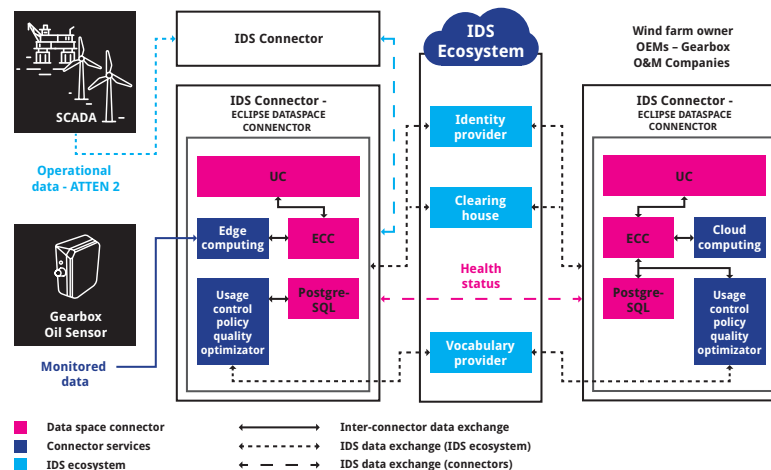 SCADA
Operational
data - ATTEN 2
Gearbox
Oil Sensor
Monitored
data
IDS Connector
IDS Connector -
ECLIPSE DATASPACE
CONNENCTOR
UC
Edge
computing
ECC
Usage
control
policy
quality
optimizator
Postgre-
SQL
IDS
Ecosystem
Identity
provider
Clearing
house
Health
status
Vocabulary
provider
Wind farm owner
OEMs – Gearbox
O&M Companies
IDS Connector -
ECLIPSE DATASPACE
CONNENCTOR
UC
ECC
Cloud
computing
Postgre-
SQL
Usage
control
policy
quality
optimizator
Data space connector
Connector services
IDS ecosystem
Inter-connector data exchange
IDS data exchange (IDS ecosystem)
IDS data exchange (connectors)